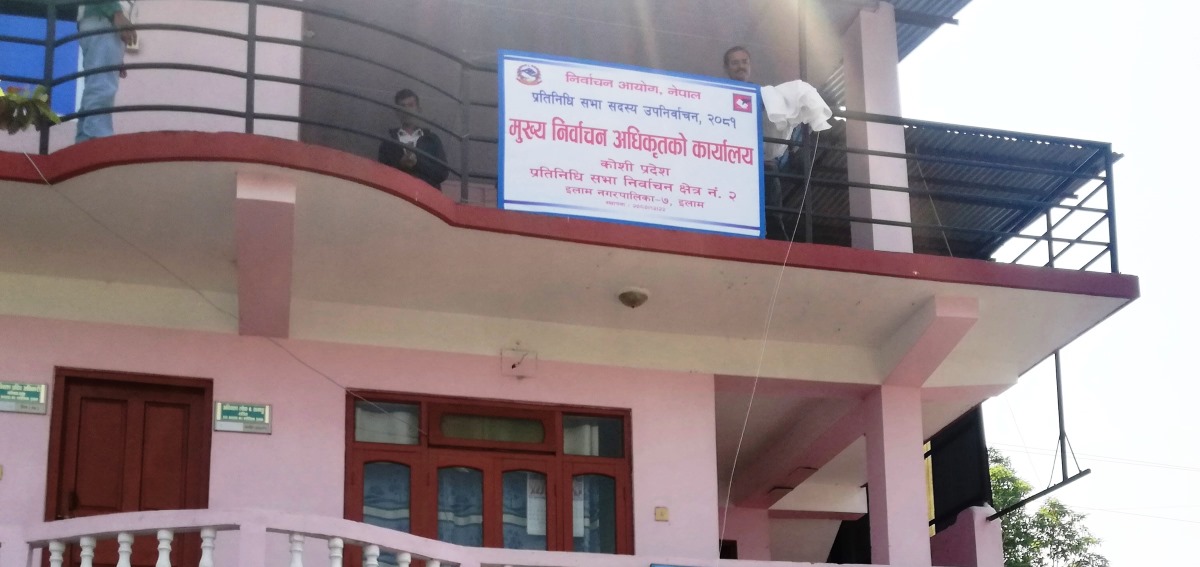 निर्वाचन आयोग, नेपाल
प्रतिनिधि सभा सदस्य उपनिर्वाचन, २०८१
मुख्य निर्वाचन अधिकृतको कार्यालय
कोशी प्रदेश
प्रतिनिधि सभा निर्वाचन क्षेत्र नं. २
इलाम नगरपालिका-७, इलाम